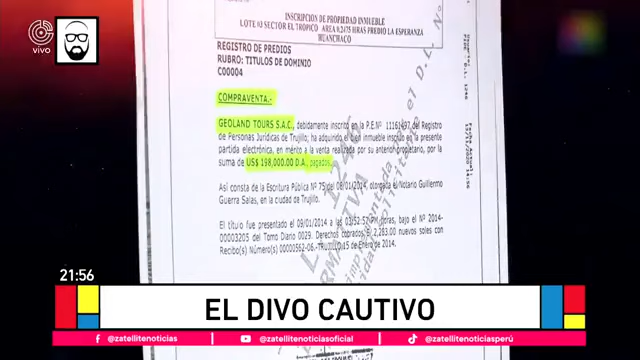 INSCRIPCIÓN DE PROPIEDAD INMUEBLE
LOTE 03 SECTOR EL TROPICO AREA 0.2175 HRAS PREDIO LA ESPERANZA
HUANCHACO
REGISTRO DE PREDIOS
RUBRO: TITULOS DE DOMINIO
C00004
COMPRAVENTA.-
GEOLAND TOURS S.A.C., debidamente inscrito en la P.E.Nº 11161497 del Registro
de Personas Jurídicas de Trujillo; ha adquirido el bien inmueble inscrito en la presente
partida electrónica, en mérito a la venta realizada por su anterior propietario, por la
suma de US$ 198,000.00 D.A., pagados.
Así consta de la Escritura Pública Nº 75 del 08/01/2014, otorgada el Notario Guillermo
Guerra Salas, en la ciudad de Trujillo.
El título fue presentado el 09/01/2014 a las 03:52:57 PM horas, bajo el Nº 2014-
00003205 del Tomo Diario 0029. Derechos cobrados S/. 2,283.00 nuevos soles con
Recibo(s) Número(s) 00000562-06.-TRUJILLO, 15 de Enero de 2014.
vivo
21:56
EL DIVO CAUTIVO
@zatellitenoticias
@zatellitenoticiasoficial
@zatellitenoticiasperú